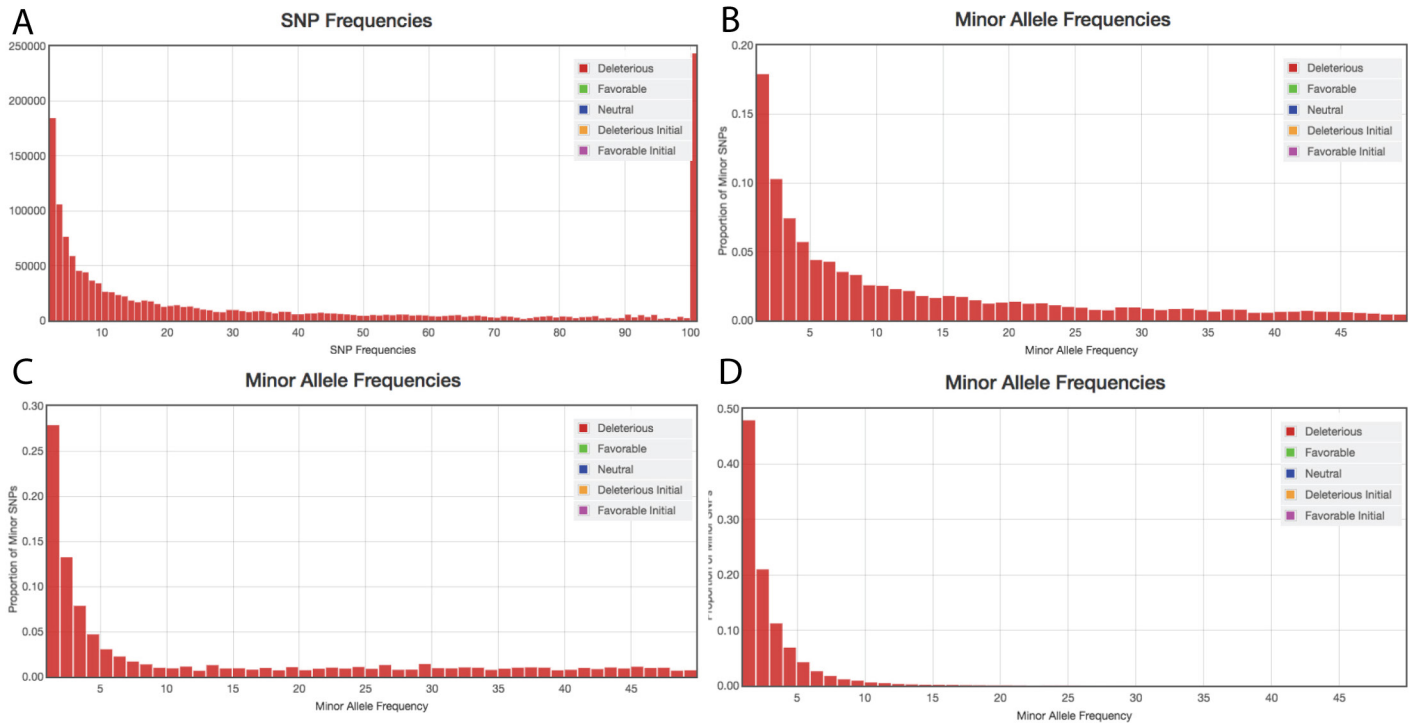 A
SNP Frequencies
250000
200000
150000
100000
50000
0
Deleterious
Favorable
Neutral
Deleterious Initial
Favorable Initial
10 20 30 40 50 60 70 80 90 100
SNP Frequencies
B
Minor Allele Frequencies
Proportion of Minor SNPs
0.20
0.15
0.10
0.05
0.00
Deleterious
Favorable
Neutral
Deleterious Initial
Favorable Initial
5 10 15 20 25 30 35 40 45
Minor Allele Frequency
C
Minor Allele Frequencies
Proportion of Minor SNPs
0.30
0.25
0.20
0.15
0.10
0.05
0.00
Deleterious
Favorable
Neutral
Deleterious Initial
Favorable Initial
5 10 15 20 25 30 35 40 45
Minor Allele Frequency
D
Minor Allele Frequencies
Proportion of Minor SNPs
0.50
0.40
0.30
0.20
0.10
0.00
Deleterious
Favorable
Neutral
Deleterious Initial
Favorable Initial
5 10 15 20 25 30 35 40 45
Minor Allele Frequency